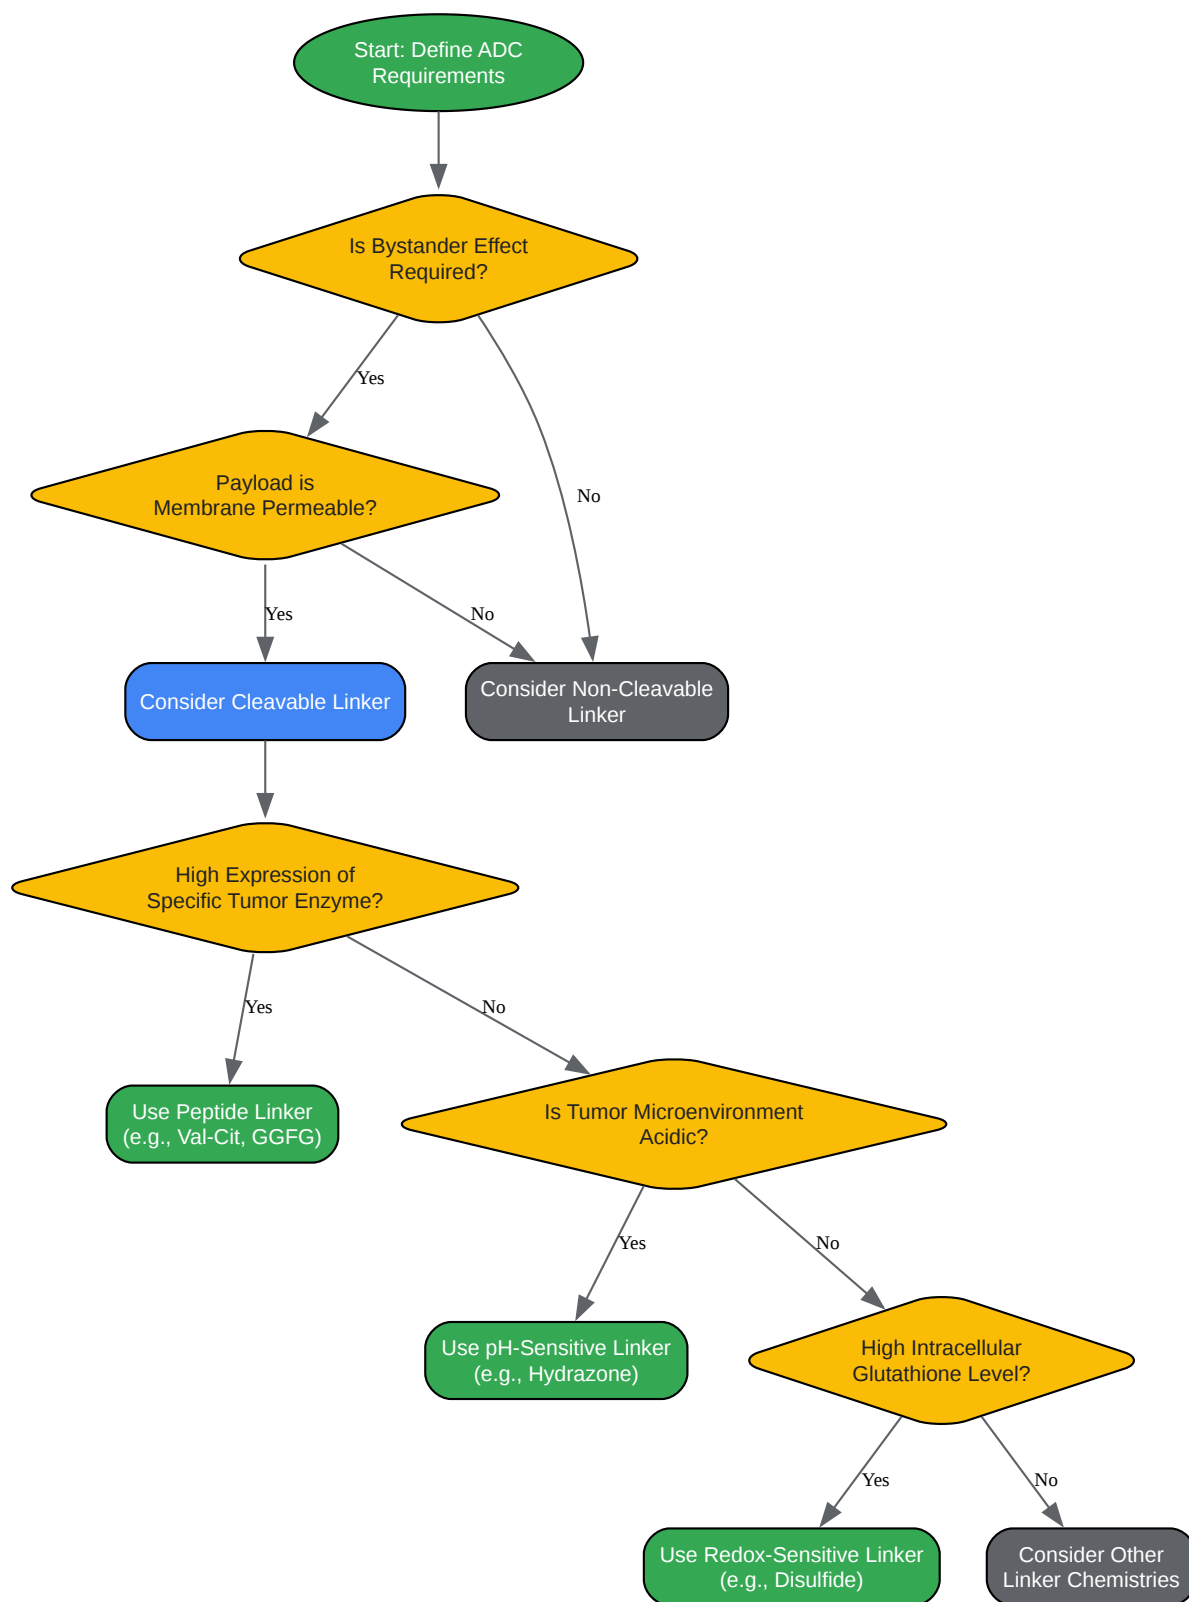 Start: Define ADC
Requirements
Is Bystander Effect
Required?
Yes
No
Payload is
Membrane Permeable?
Yes
No
Consider Cleavable Linker
Consider Non-Cleavable
Linker
High Expression of
Specific Tumor Enzyme?
Yes
No
Use Peptide Linker
(e.g., Val-Cit, GGFG)
Is Tumor Microenvironment
Acidic?
Yes
No
Use pH-Sensitive Linker
(e.g., Hydrazone)
High Intracellular
Glutathione Level?
Yes
No
Use Redox-Sensitive Linker
(e.g., Disulfide)
Consider Other
Linker Chemistries